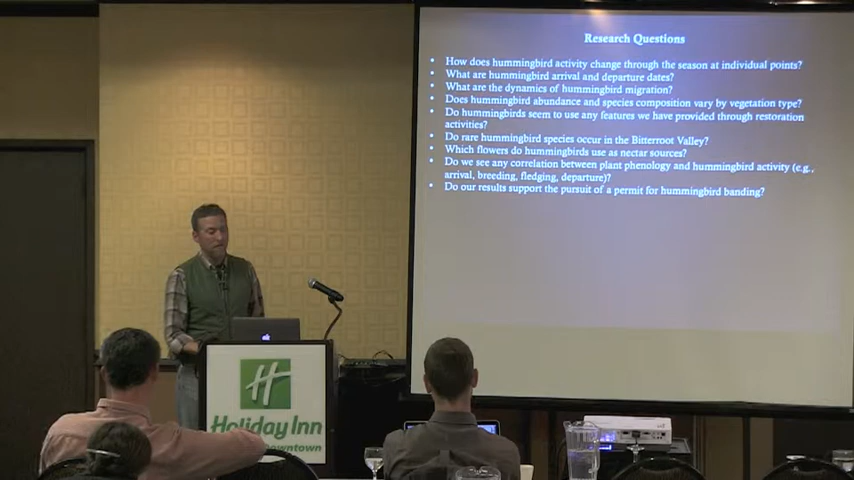 Research Questions
• How does hummingbird activity change through the season at individual points?
• What are hummingbird arrival and departure dates?
• What are the dynamics of hummingbird migration?
• Does hummingbird abundance and species composition vary by vegetation type?
• Do hummingbirds seem to use any features we have provided through restoration
activities?
• Do rare hummingbird species occur in the Bitterroot Valley?
• Which flowers do hummingbirds use as nectar sources?
• Do we see any correlation between plant phenology and hummingbird activity (e.g.,
arrival, breeding, fledging, departure)?
• Do our results support the pursuit of a permit for hummingbird banding?
H
Holiday Inn
Downtown